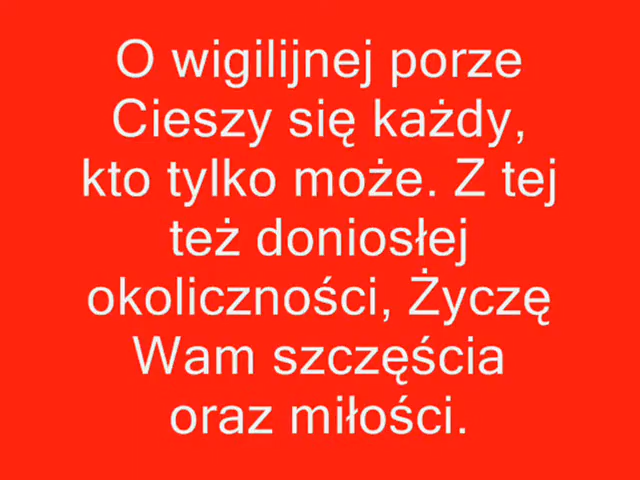 O wigilijnej porze
Cieszy się każdy,
kto tylko może. Z tej
też doniosłej
okoliczności, Życzę
Wam szczęścia
oraz miłości.